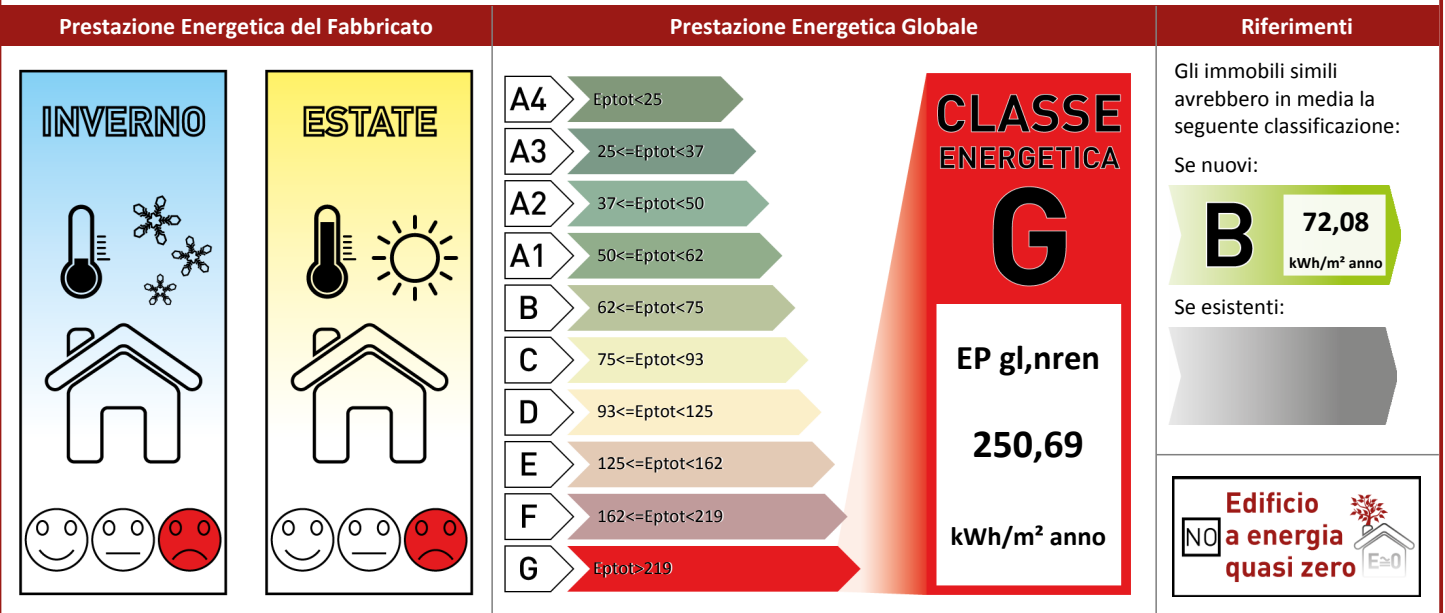 Prestazione Energetica del Fabbricato
Prestazione Energetica Globale
Riferimenti
INVERNO
ESTATE
A4 Eptot<25
A3 25<=Eptot<37
A2 37<=Eptot<50
A1 50<=Eptot<62
B 62<=Eptot<75
C 75<=Eptot<93
D 93<=Eptot<125
E 125<=Eptot<162
F 162<=Eptot<219
G Eptot>219
CLASSE
ENERGETICA
G
EP gl,nren
250,69
kWh/m² anno
Gli immobili simili
avrebbero in media la
seguente classificazione:
Se nuovi:
B 72,08
kWh/m² anno
Se esistenti:
Edificio
NO a energia
quasi zero E≅0